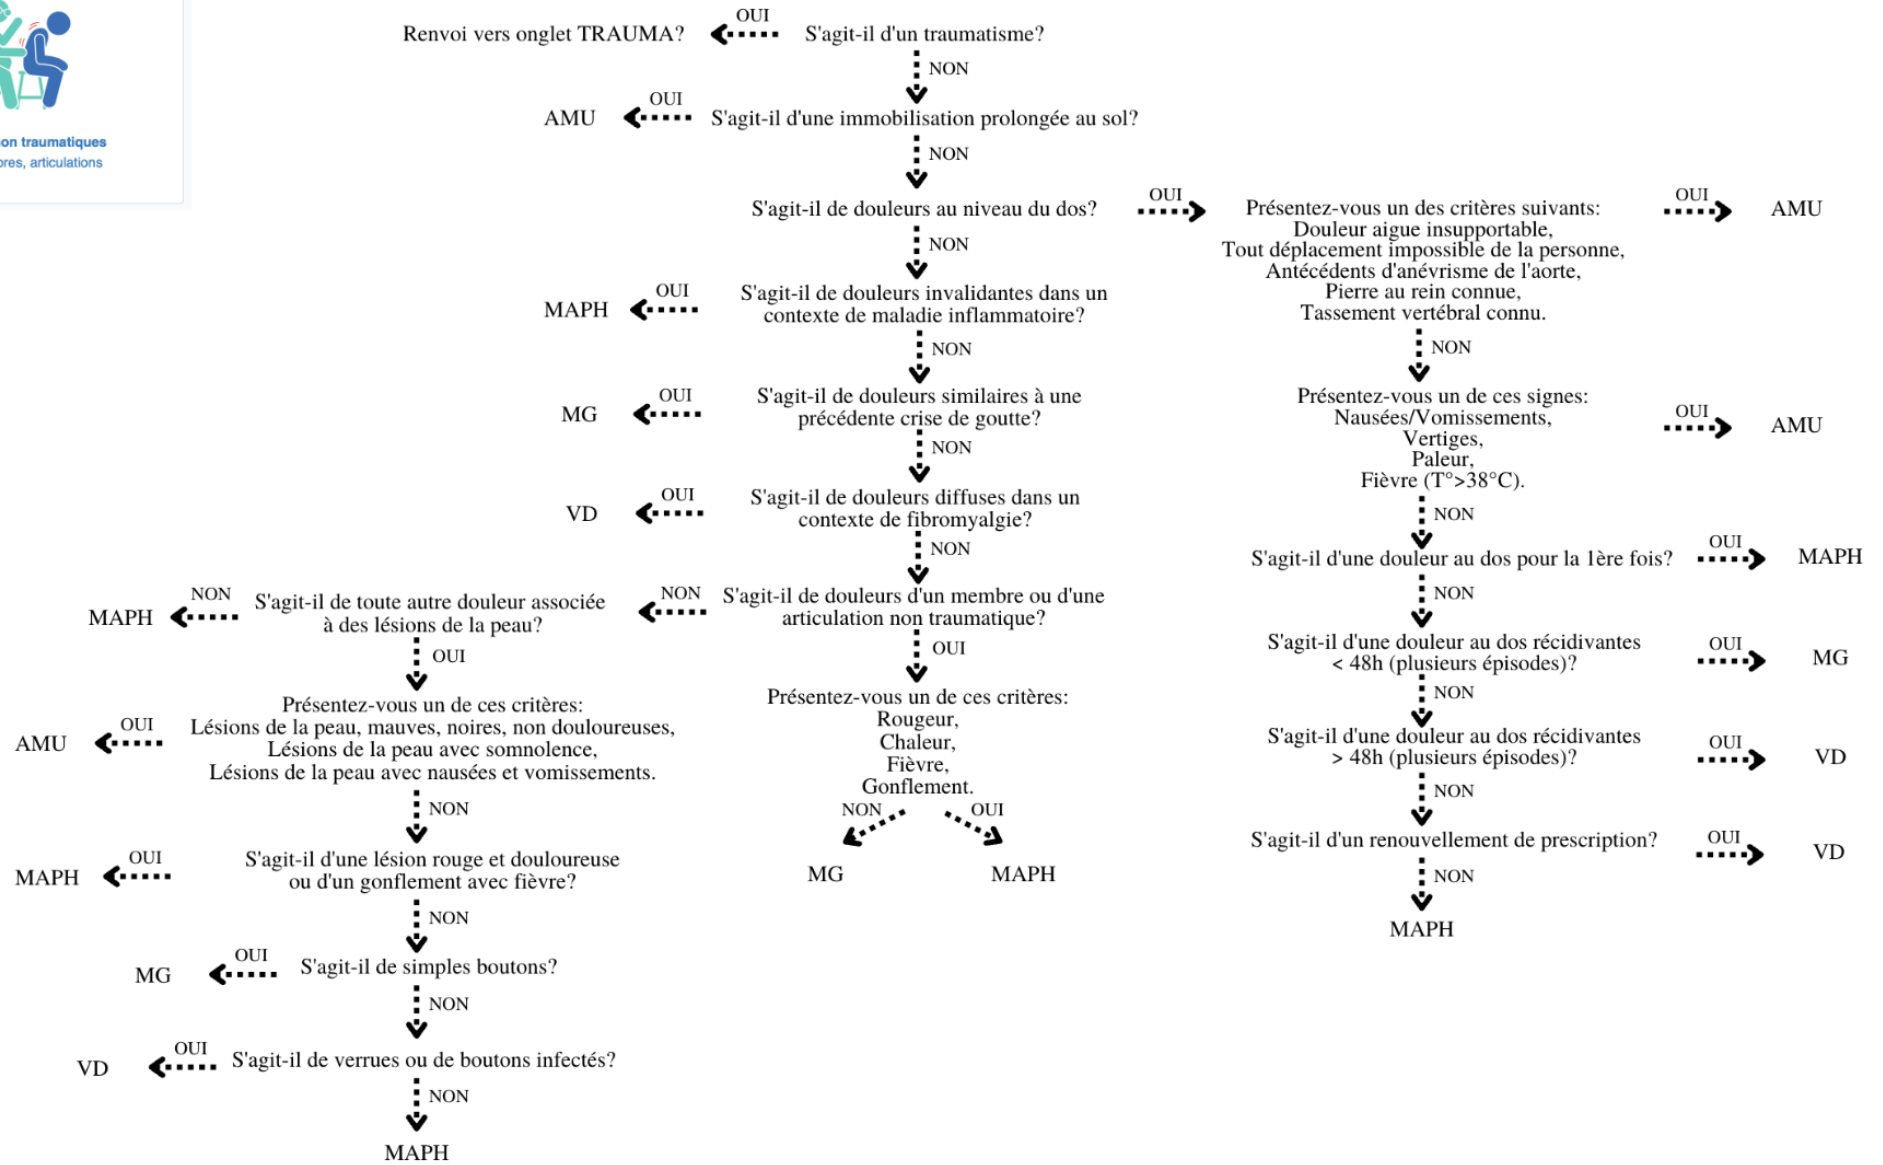 on traumatiques
res, articulations
OUI
Renvoi vers onglet TRAUMA?
S'agit-il d'un traumatisme?
NON
OUI
AMU
S'agit-il d'une immobilisation prolongée au sol?
NON
S'agit-il de douleurs au niveau du dos?
OUI
Présentez-vous un des critères suivants:
Douleur aigue insupportable,
Tout déplacement impossible de la personne,
Antécédents d'anévrisme de l'aorte,
Pierre au rein connue,
Tassement vertébral connu.
OUI
AMU
NON
Présentez-vous un de ces signes:
Nausées/Vomissements,
Vertiges,
Paleur,
Fièvre (T°>38°C).
OUI
AMU
NON
S'agit-il d'une douleur au dos pour la 1ère fois?
OUI
MAPH
NON
S'agit-il d'une douleur au dos récidivantes
< 48h (plusieurs épisodes)?
OUI
MG
NON
S'agit-il d'une douleur au dos récidivantes
> 48h (plusieurs épisodes)?
OUI
VD
NON
S'agit-il d'un renouvellement de prescription?
OUI
VD
NON
MAPH
NON
S'agit-il de douleurs invalidantes dans un
contexte de maladie inflammatoire?
OUI
MAPH
NON
S'agit-il de douleurs similaires à une
précédente crise de goutte?
OUI
MG
NON
S'agit-il de douleurs diffuses dans un
contexte de fibromyalgie?
OUI
VD
NON
S'agit-il de douleurs d'un membre ou d'une
articulation non traumatique?
OUI
Présentez-vous un de ces critères:
Rougeur,
Chaleur,
Fièvre,
Gonflement.
NON
OUI
MG
MAPH
NON
S'agit-il de toute autre douleur associée
à des lésions de la peau?
NON
MAPH
OUI
Présentez-vous un de ces critères:
Lésions de la peau, mauves, noires, non douloureuses,
Lésions de la peau avec somnolence,
Lésions de la peau avec nausées et vomissements.
OUI
AMU
NON
S'agit-il d'une lésion rouge et douloureuse
ou d'un gonflement avec fièvre?
OUI
MAPH
NON
S'agit-il de simples boutons?
OUI
MG
NON
S'agit-il de verrues ou de boutons infectés?
OUI
VD
NON
MAPH